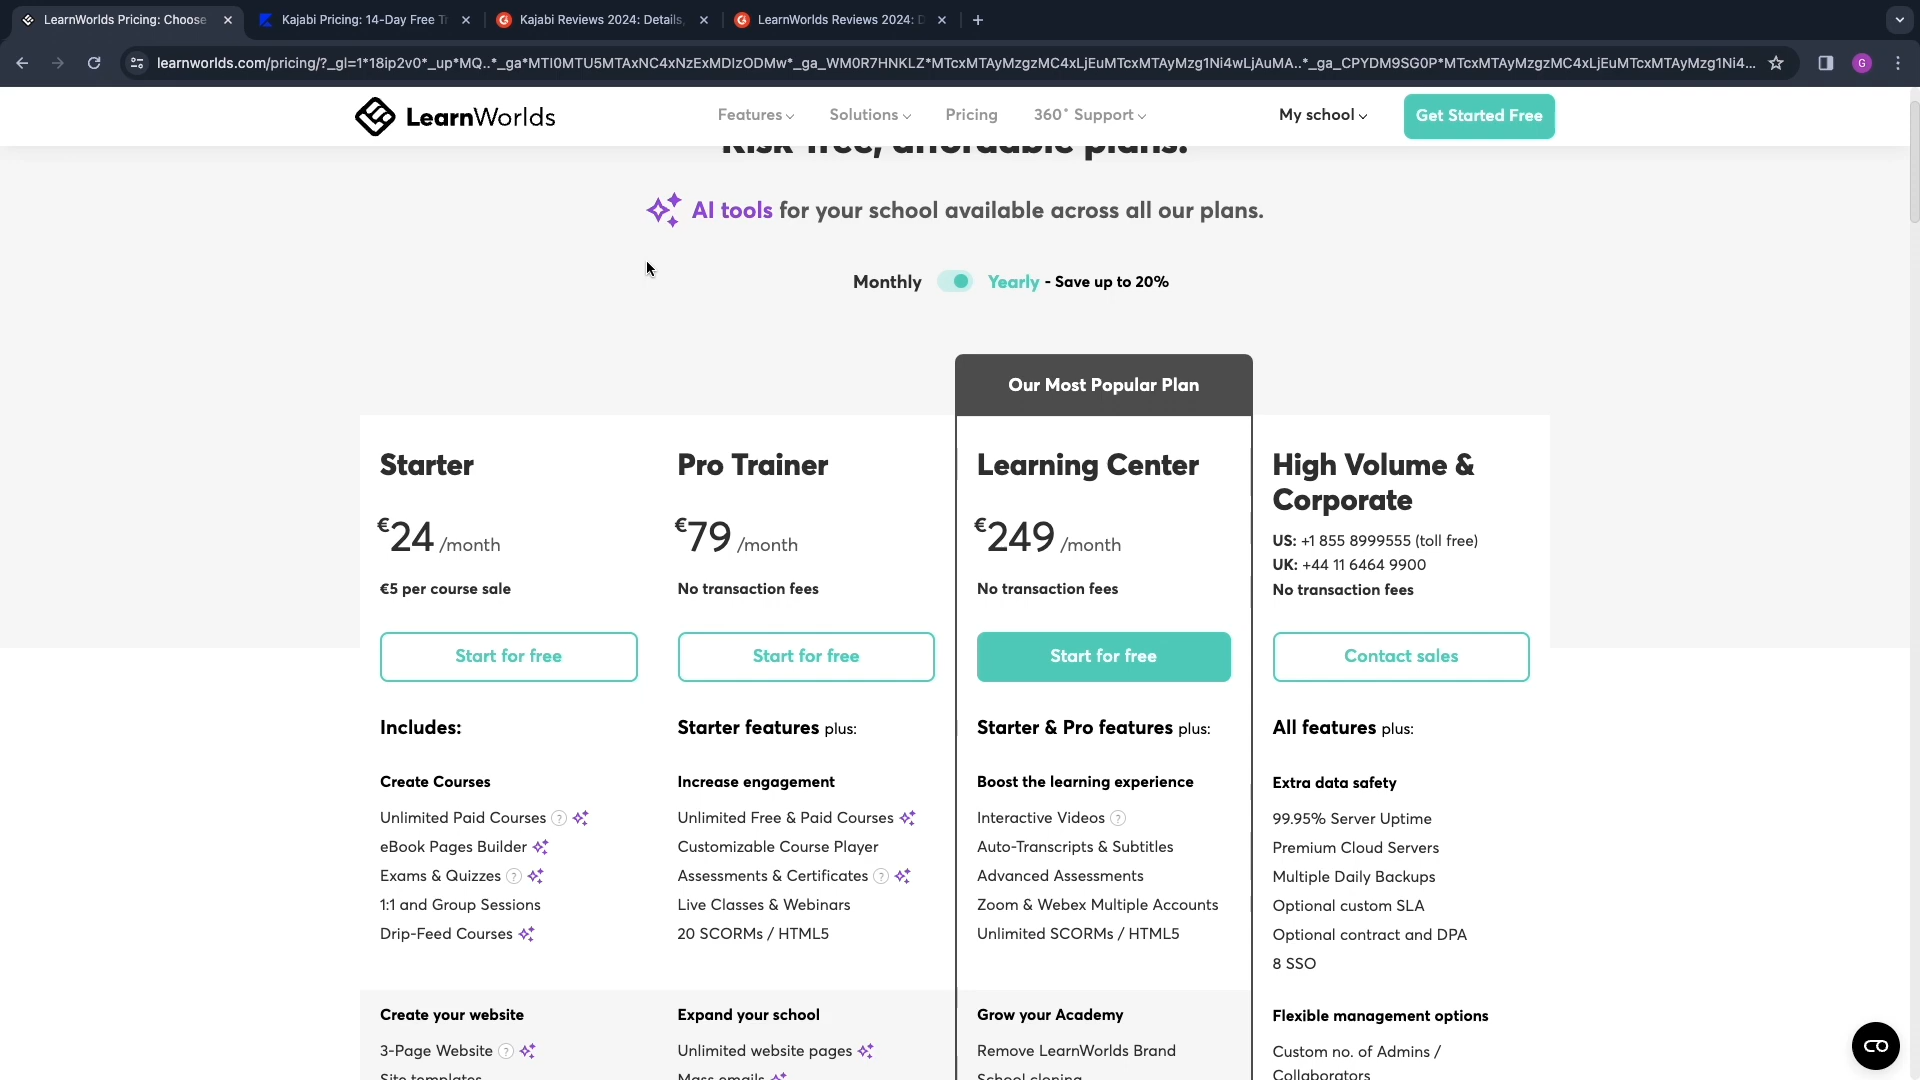 LearnWorlds Pricing: Choose
Kajabi Pricing: 14-Day Free T
Kajabi Reviews 2024: Details,
LearnWorlds Reviews 2024: D
learnworlds.com/pricing/?_gl=1*18ip2v0*_up*MQ..*_ga*MTI0MTU5MTAxNC4xNzExMDIzODMw*_ga_WM0R7HNKLZ*MTcxMTAyMzgzMC4xLjEuMTcxMTAyMzg1Ni4wLjAuMA..*_ga_CPYDM9SG0P*MTcxMTAyMzgzMC4xLjEuMTcxMTAyMzg1Ni4...
G
LearnWorlds
Features
Solutions
Pricing
360° Support
My school
Get Started Free
Risk-free, affordable plans.
AI tools for your school available across all our plans.
Monthly
Yearly - Save up to 20%
Our Most Popular Plan
Starter
€24 /month
€5 per course sale
Start for free
Includes:
Create Courses
Unlimited Paid Courses ?
eBook Pages Builder
Exams & Quizzes ?
1:1 and Group Sessions
Drip-Feed Courses
Create your website
3-Page Website ?
Site templates
Pro Trainer
€79 /month
No transaction fees
Start for free
Starter features plus:
Increase engagement
Unlimited Free & Paid Courses
Customizable Course Player
Assessments & Certificates ?
Live Classes & Webinars
20 SCORMs / HTML5
Expand your school
Unlimited website pages
Mass emails
Learning Center
€249 /month
No transaction fees
Start for free
Starter & Pro features plus:
Boost the learning experience
Interactive Videos ?
Auto-Transcripts & Subtitles
Advanced Assessments
Zoom & Webex Multiple Accounts
Unlimited SCORMs / HTML5
Grow your Academy
Remove LearnWorlds Brand
School cloning
High Volume &
Corporate
US: +1 855 8999555 (toll free)
UK: +44 11 6464 9900
No transaction fees
Contact sales
All features plus:
Extra data safety
99.95% Server Uptime
Premium Cloud Servers
Multiple Daily Backups
Optional custom SLA
Optional contract and DPA
8 SSO
Flexible management options
Custom no. of Admins /
Collaborators